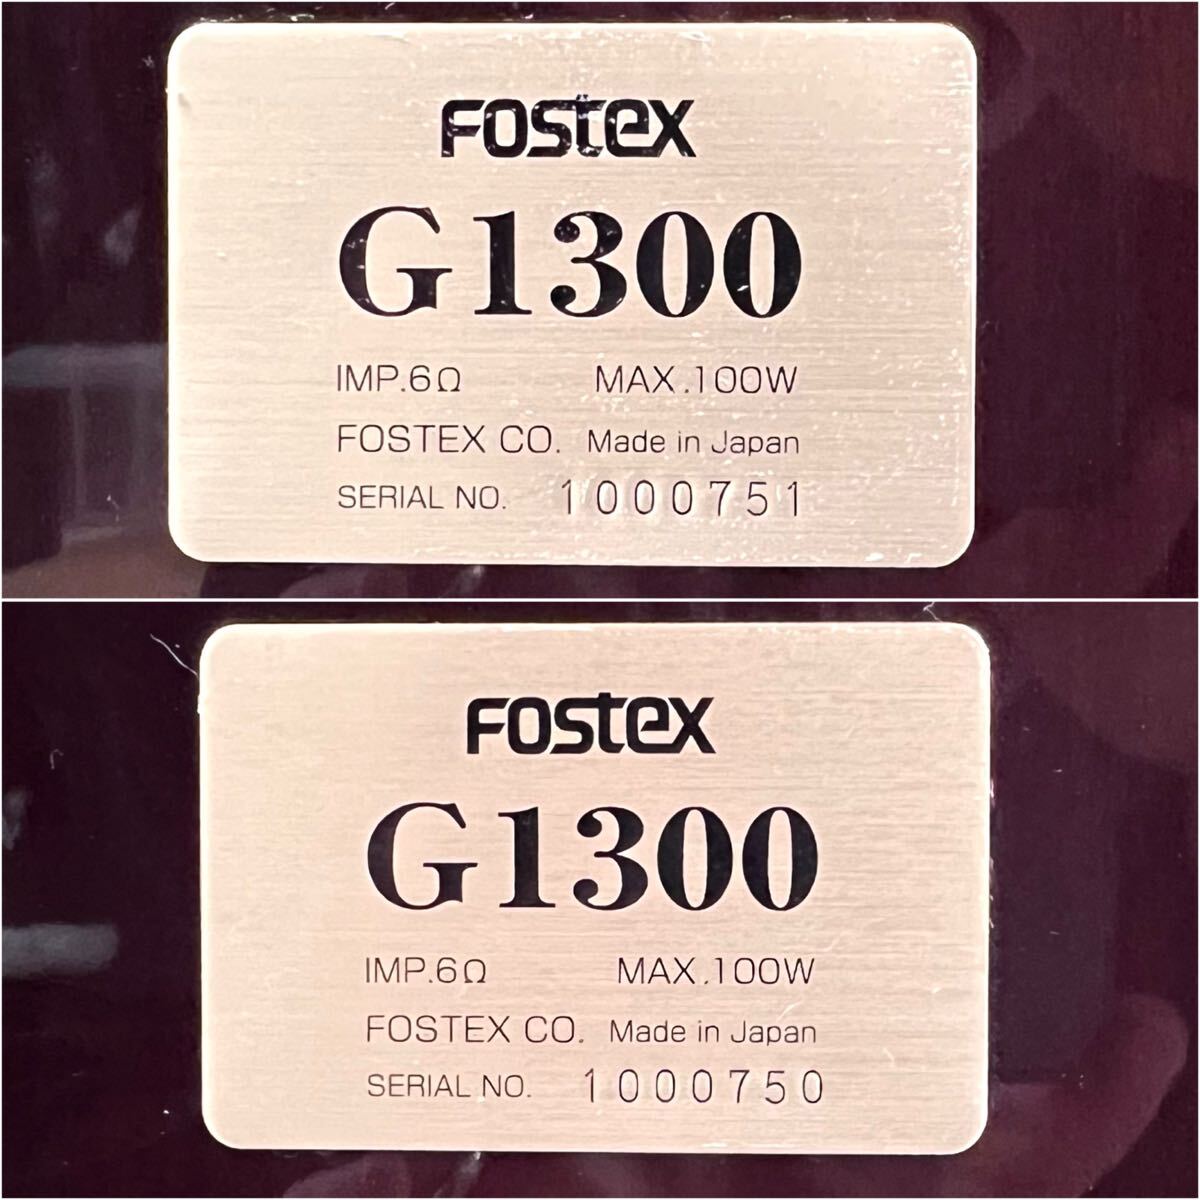 Fostex
G1300
IMP.6Ω MAX.100W
FOSTEX CO. Made in Japan
SERIAL NO. 1000751
Fostex
G1300
IMP.6Ω MAX.100W
FOSTEX CO. Made in Japan
SERIAL NO. 1000750